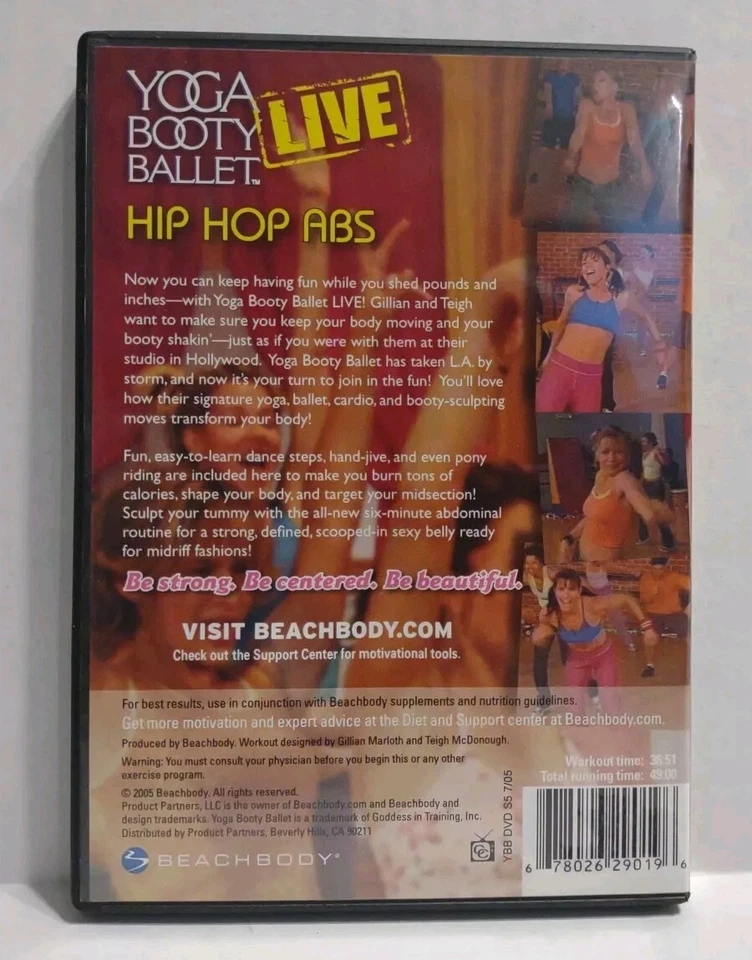 YOGA
BOOTY
BALLET™
LIVE
HIP HOP ABS
Now you can keep having fun while you shed pounds and
inches—with Yoga Booty Ballet LIVE! Gillian and Teigh
want to make sure you keep your body moving and your
booty shakin'—just as if you were with them at their
studio in Hollywood. Yoga Booty Ballet has taken L.A. by
storm, and now it's your turn to join in the fun! You'll love
how their signature yoga, ballet, cardio, and booty-sculpting
moves transform your body!
Fun, easy-to-learn dance steps, hand-jive, and even pony
riding are included here to make you burn tons of
calories, shape your body, and target your midsection!
Sculpt your tummy with the all-new six-minute abdominal
routine for a strong, defined, scooped-in sexy belly ready
for midriff fashions!
Be strong. Be centered. Be beautiful.
VISIT BEACHBODY.COM
Check out the Support Center for motivational tools.
For best results, use in conjunction with Beachbody supplements and nutrition guidelines.
Get more motivation and expert advice at the Diet and Support center at Beachbody.com.
Produced by Beachbody. Workout designed by Gillian Marloth and Teigh McDonough.
Warning: You must consult your physician before you begin this or any other
exercise program.
© 2005 Beachbody. All rights reserved.
Product Partners, LLC is the owner of Beachbody.com and Beachbody and
design trademarks. Yoga Booty Ballet is a trademark of Goddess in Training, Inc.
Distributed by Product Partners, Beverly Hills, CA 90211
BEACHBODY®
CC
YBB DVD S5 7/05
Workout time: 36:51
Total running time: 49:00
6 78026 29019 6